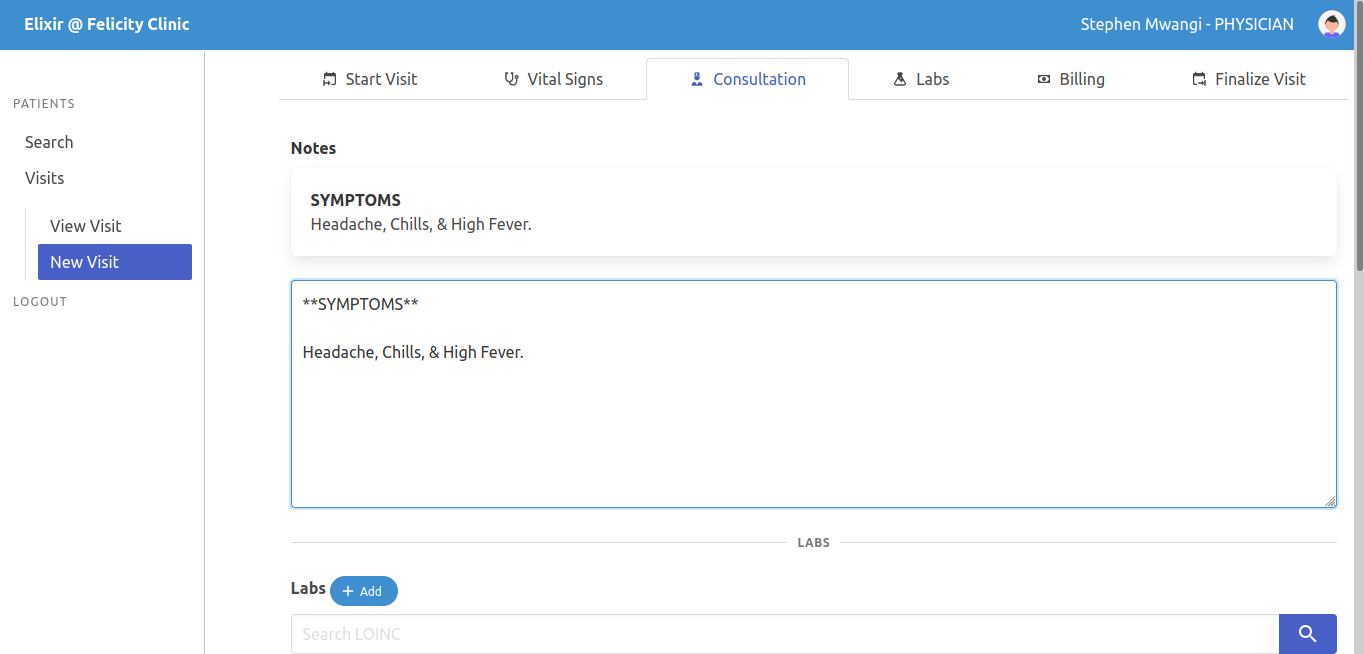 Elixir @ Felicity Clinic
Stephen Mwangi - PHYSICIAN
PATIENTS
Search
Visits
View Visit
New Visit
LOGOUT
Start Visit
Vital Signs
Consultation
Labs
Billing
Finalize Visit
Notes
SYMPTOMS
Headache, Chills, & High Fever.
**SYMPTOMS**
Headache, Chills, & High Fever.
LABS
Labs
+ Add
Search LOINC